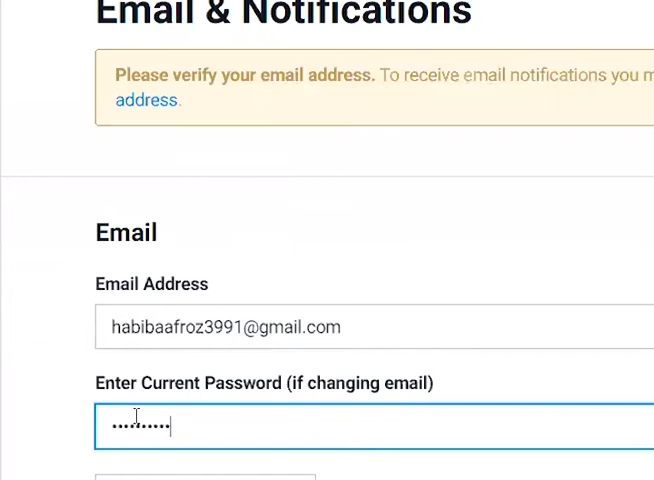 Email & Notifications
Please verify your email address. To receive email notifications you m
address.
Email
Email Address
habibaafroz3991@gmail.com
Enter Current Password (if changing email)